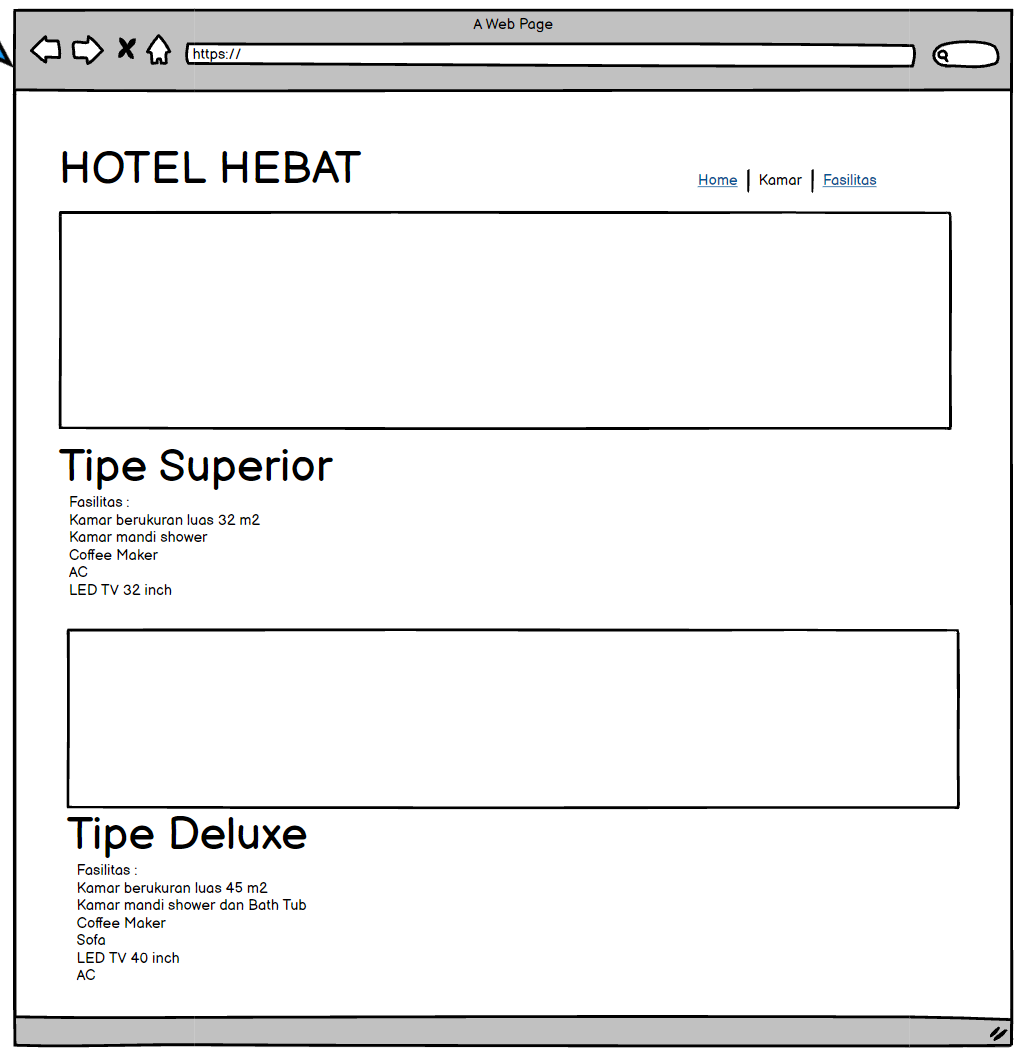 A Web Page
https://
HOTEL HEBAT
Home | Kamar | Fasilitas
Tipe Superior
Fasilitas :
Kamar berukuran luas 32 m2
Kamar mandi shower
Coffee Maker
AC
LED TV 32 inch
Tipe Deluxe
Fasilitas :
Kamar berukuran luas 45 m2
Kamar mandi shower dan Bath Tub
Coffee Maker
Sofa
LED TV 40 inch
AC